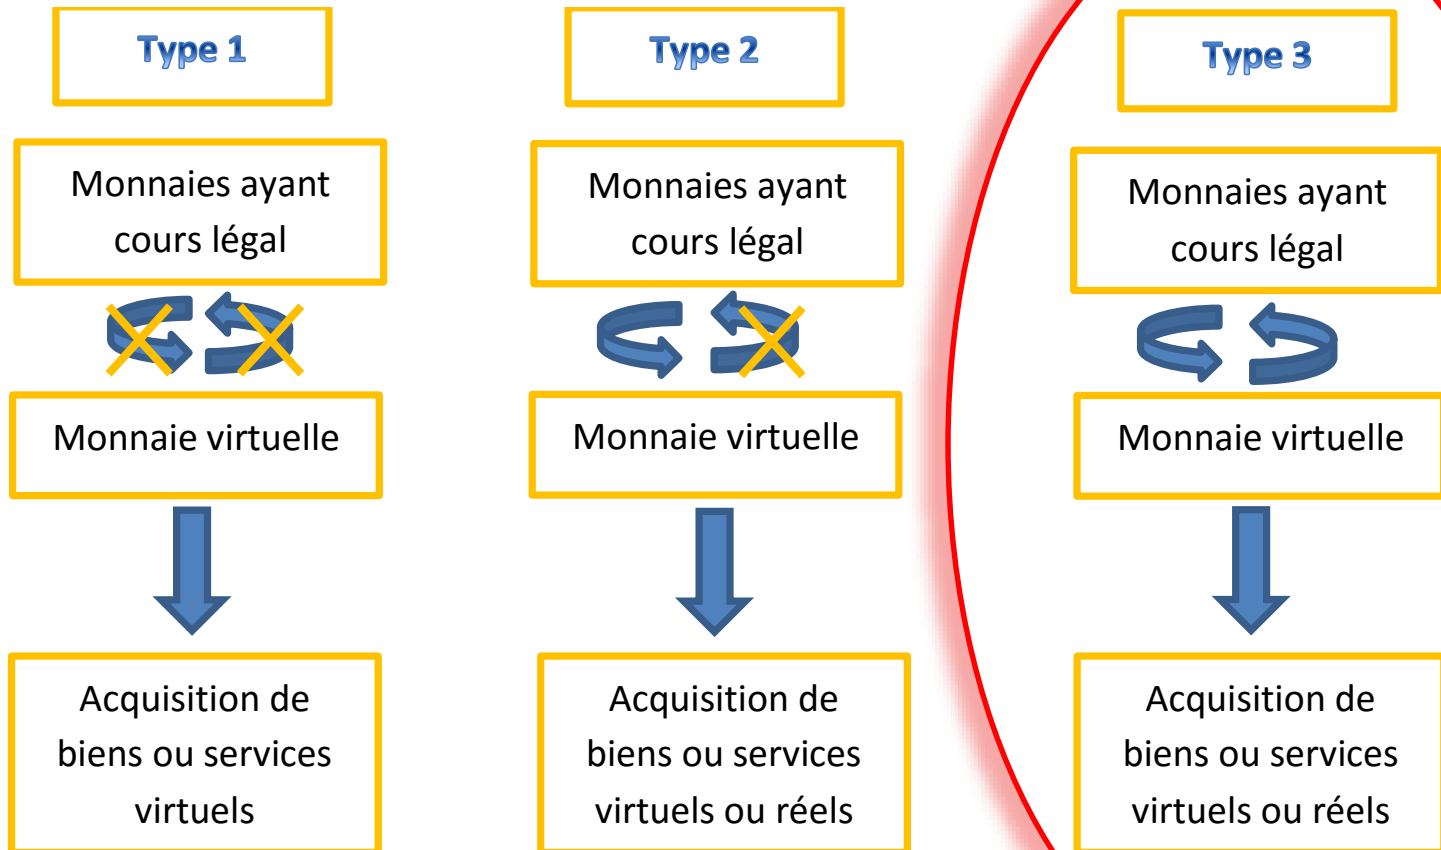 Type 1
Monnaies ayant
cours légal
Monnaie virtuelle
Acquisition de
biens ou services
virtuels
Type 2
Monnaies ayant
cours légal
Monnaie virtuelle
Acquisition de
biens ou services
virtuels ou réels
Type 3
Monnaies ayant
cours légal
Monnaie virtuelle
Acquisition de
biens ou services
virtuels ou réels